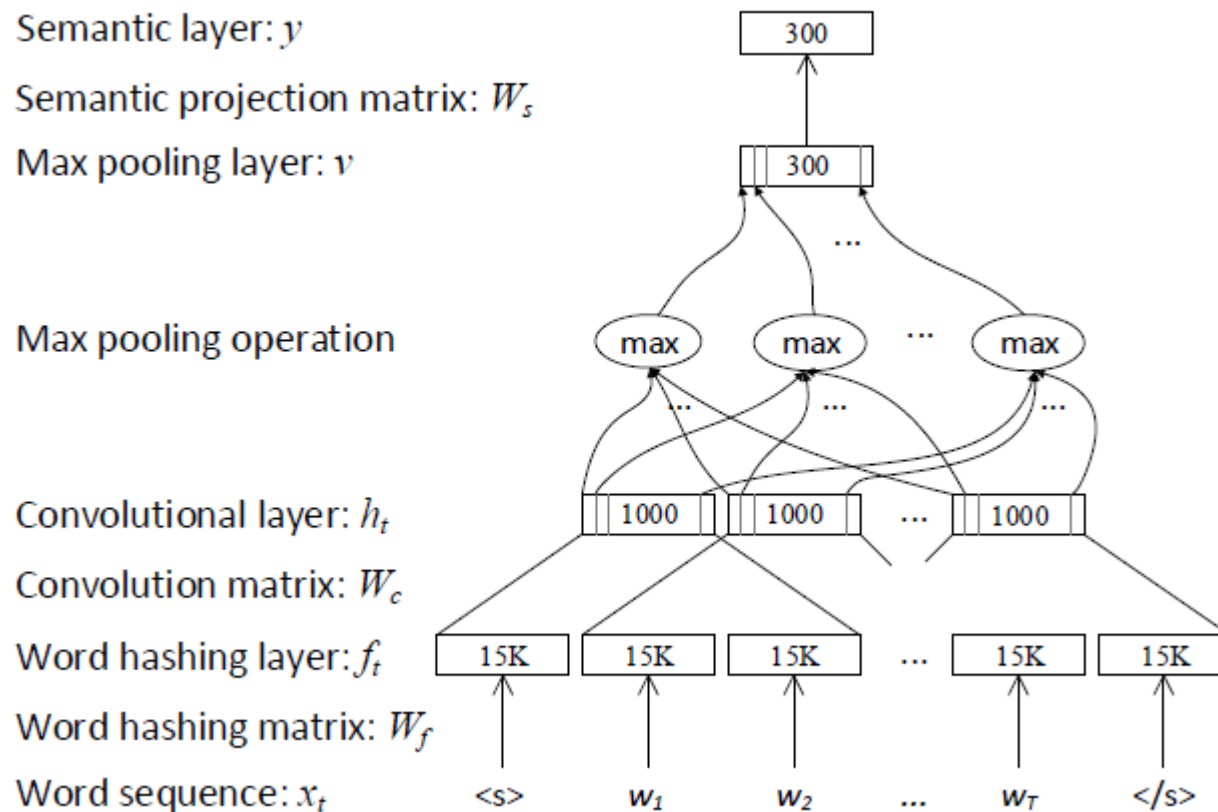 Semantic layer: y
300
Semantic projection matrix: Ws
Max pooling layer: v
300
...
Max pooling operation
max max ... max
... ... ...
Convolutional layer: ht
1000 1000 ... 1000
Convolution matrix: Wc
Word hashing layer: ft
15K 15K 15K ... 15K 15K
Word hashing matrix: Wf
Word sequence: xt
<s> w1 w2 ... wT </s>